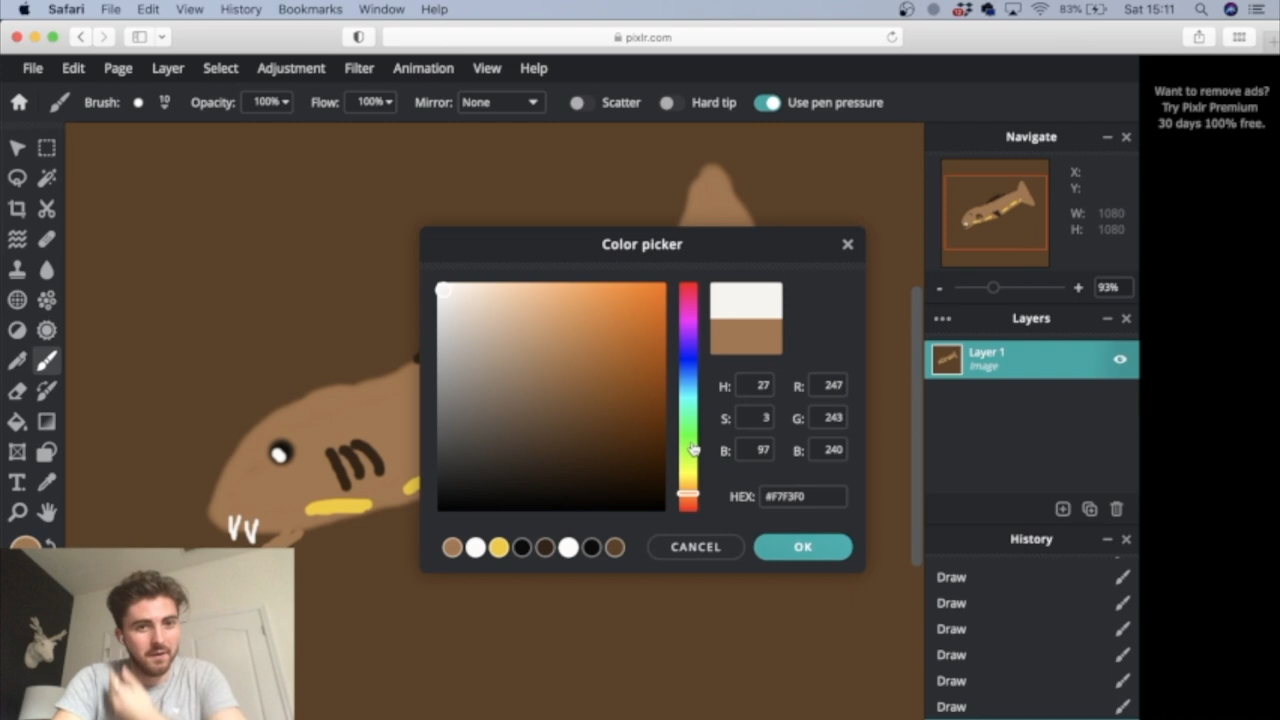 Safari File Edit View History Bookmarks Window Help 83% Sat 15:11
pixlr.com
File Edit Page Layer Select Adjustment Filter Animation View Help
Brush: 10 Opacity: 100% Flow: 100% Mirror: None Scatter Hard tip Use pen pressure
Want to remove ads?
Try Pixlr Premium
30 days 100% free.
Navigate
X:
Y:
W: 1080
H: 1080
93%
Color picker
H: 27 R: 247
S: 3 G: 243
B: 97 B: 240
HEX: #F7F3F0
CANCEL OK
Layers
Layer 1
Image
History
Draw
Draw
Draw
Draw
Draw
Draw